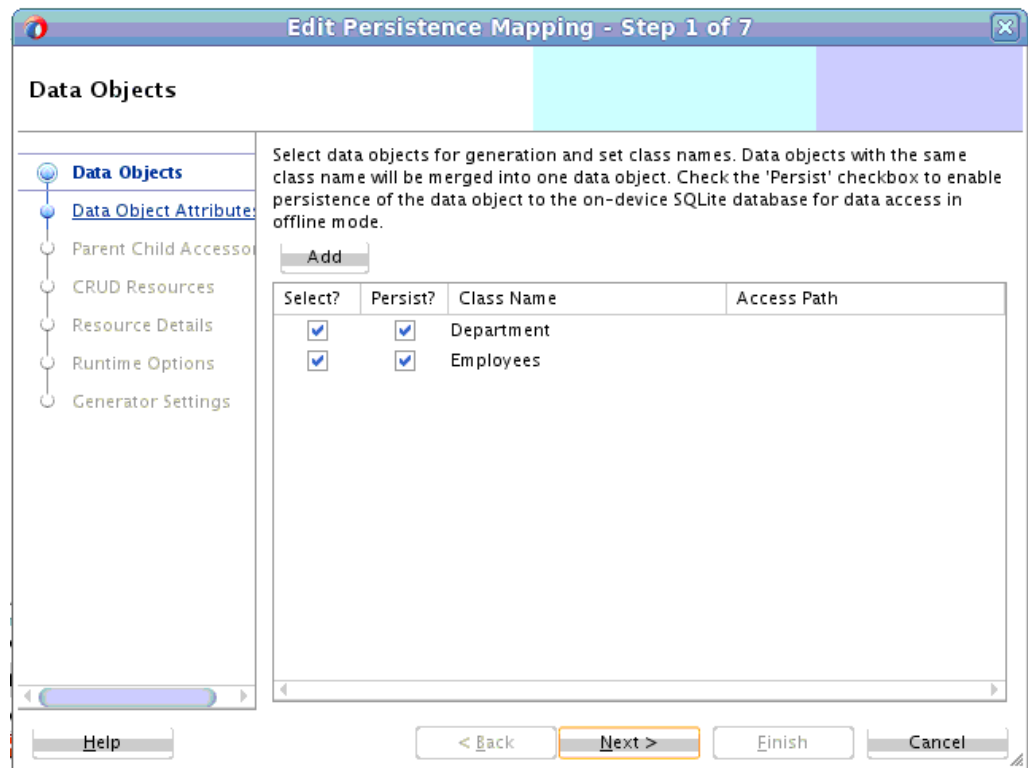 Edit Persistence Mapping - Step 1 of 7
Data Objects
Data Objects
Data Object Attributes
Parent Child Accesso
CRUD Resources
Resource Details
Runtime Options
Generator Settings
Select data objects for generation and set class names. Data objects with the same
class name will be merged into one data object. Check the 'Persist' checkbox to enable
persistence of the data object to the on-device SQLite database for data access in
offline mode.
Add
Select? Persist? Class Name Access Path
Department
Employees
Help < Back Next > Finish Cancel